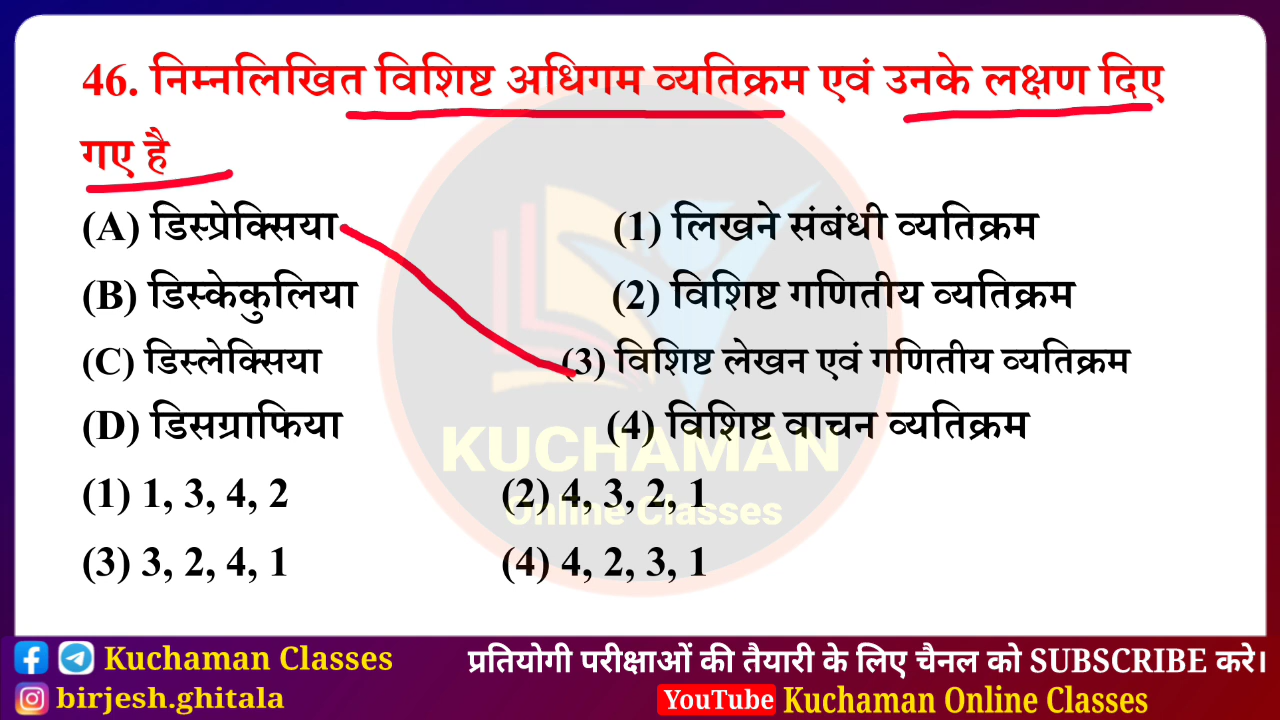 46. निम्नलिखित विशिष्ट अधिगम व्यतिक्रम एवं उनके लक्षण दिए
गए है
(A) डिस्प्रेक्सिया (1) लिखने संबंधी व्यतिक्रम
(B) डिस्केकुलिया (2) विशिष्ट गणितीय व्यतिक्रम
(C) डिस्लेक्सिया (3) विशिष्ट लेखन एवं गणितीय व्यतिक्रम
(D) डिसग्राफिया (4) विशिष्ट वाचन व्यतिक्रम
KUCHAMAN
(1) 1, 3, 4, 2 (2) 4, 3, 2, 1
Online Classes
(3) 3, 2, 4, 1 (4) 4, 2, 3, 1
Kuchaman Classes प्रतियोगी परीक्षाओं की तैयारी के लिए चैनल को SUBSCRIBE करे।
birjesh.ghitala YouTube Kuchaman Online Classes